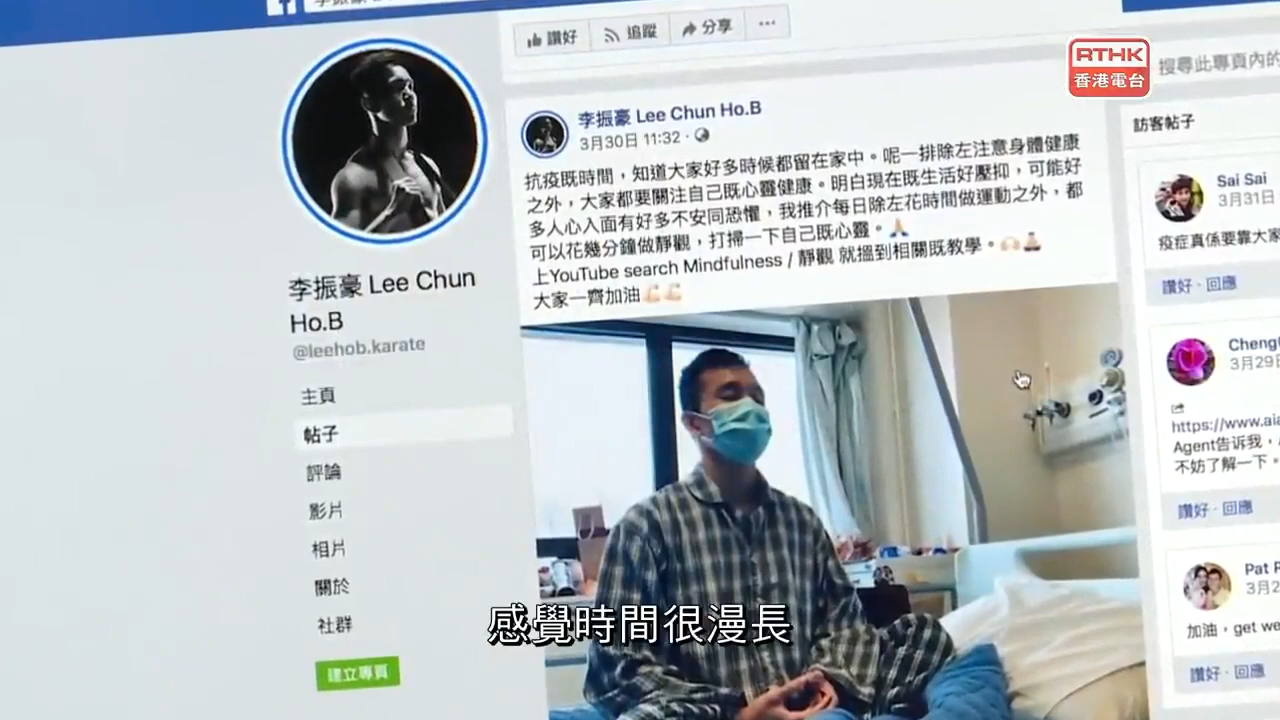 讚好
追蹤
分享
RTHK
香港電台
搜尋此專頁內的
李振豪 Lee Chun Ho.B
3月30日 11:32
抗疫既時間，知道大家好多時候都留在家中。呢一排除左注意身體健康
之外，大家都要關注自己既心靈健康。明白現在既生活好壓抑，可能好
多人心入面有好多不安同恐懼，我推介每日除左花時間做運動之外，都
可以花幾分鐘做靜觀，打掃一下自己既心靈。🙏🏻
上YouTube search Mindfulness / 靜觀 就搵到相關既教學。
大家一齊加油💪🏻💪🏻
李振豪 Lee Chun
Ho.B
@leehob.karate
主頁
帖子
評論
影片
相片
關於
社群
建立專頁
訪客帖子
Sai Sai
3月31日
疫症真係要靠大家
讚好 · 回應
3月29日
https://www.aia
Agent告诉我，
不妨了解一下。
讚好 · 回應
Pat
3月2
加油，get we
讚好 · 回應
感覺時間很漫長